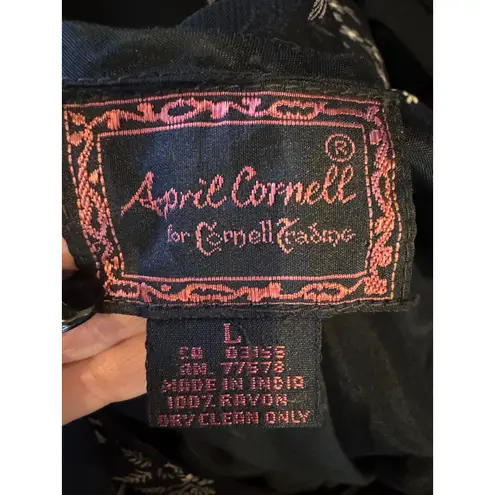 April Cornell ®
for Cornell Trading
L
CA 03155
RN. 77578
MADE IN INDIA
100% RAYON
DRY CLEAN ONLY